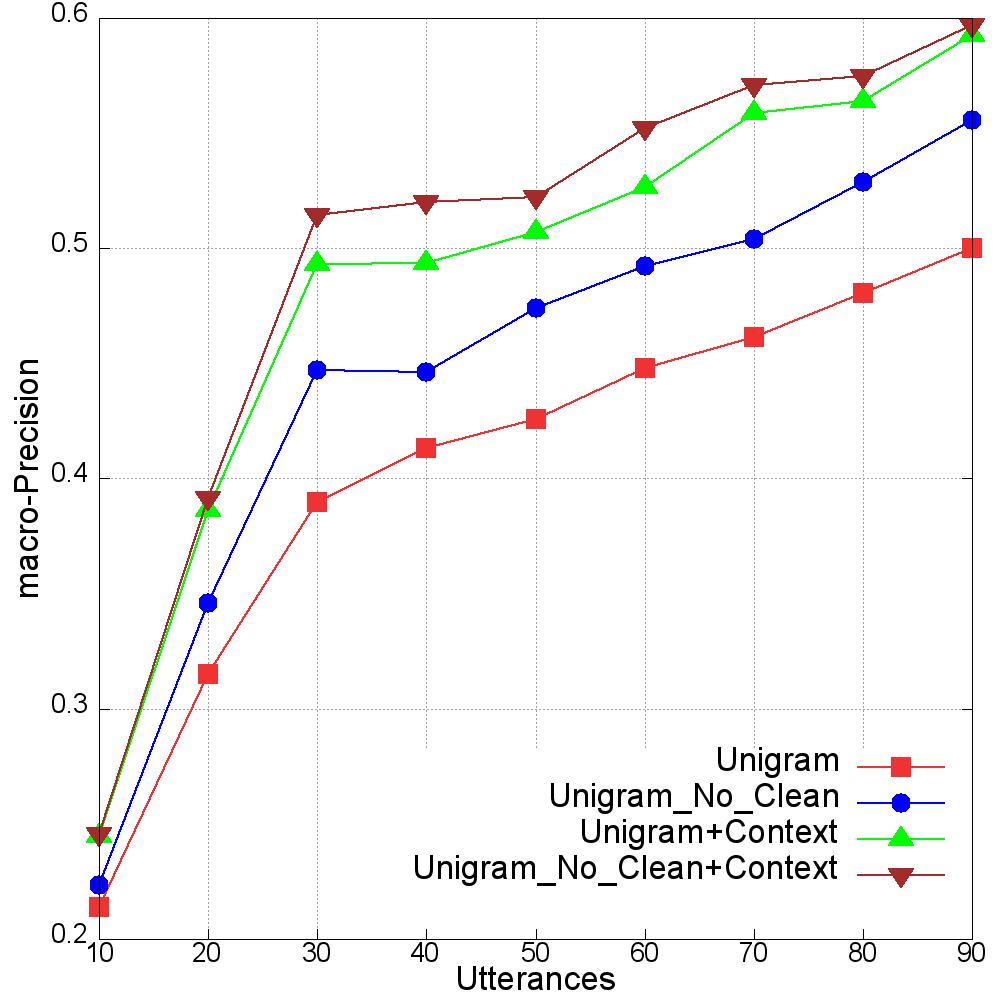 0.6
0.5
0.4
0.3
0.2
macro-Precision
Unigram
Unigram_No_Clean
Unigram+Context
Unigram_No_Clean+Context
10 20 30 40 50 60 70 80 90
Utterances